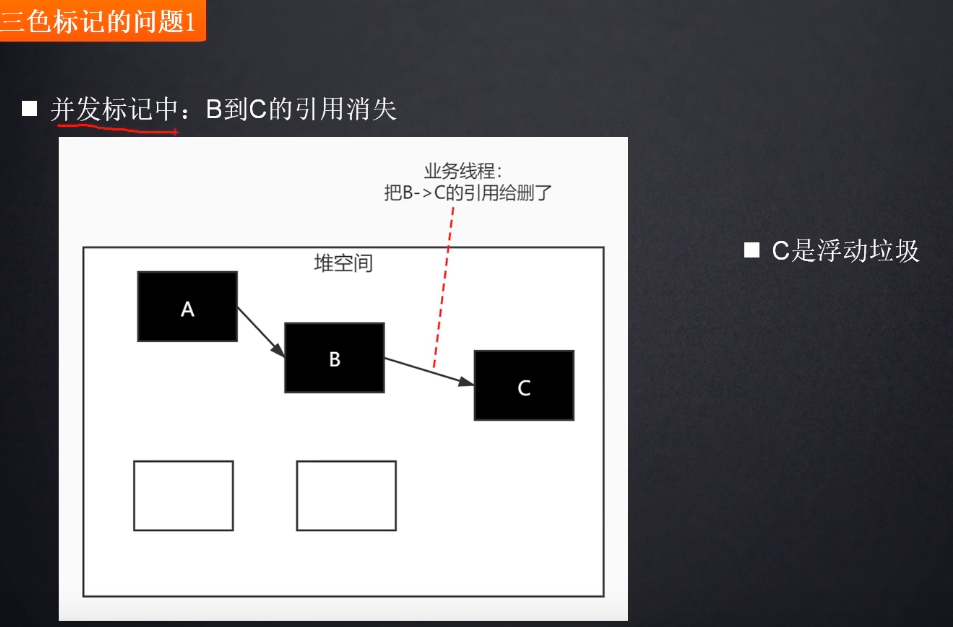 三色标记的问题1
并发标记中：B到C的引用消失
业务线程：
把B->C的引用给删了
堆空间
A
B
C
C是浮动垃圾